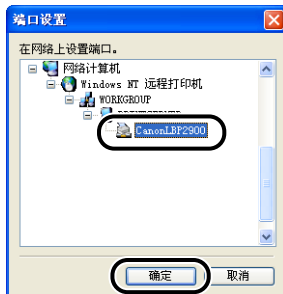 端口设置
在网络上设置端口。
网络计算机
Windows NT 远程打印机
WORKGROUP
CanonLBP2900
确定
取消